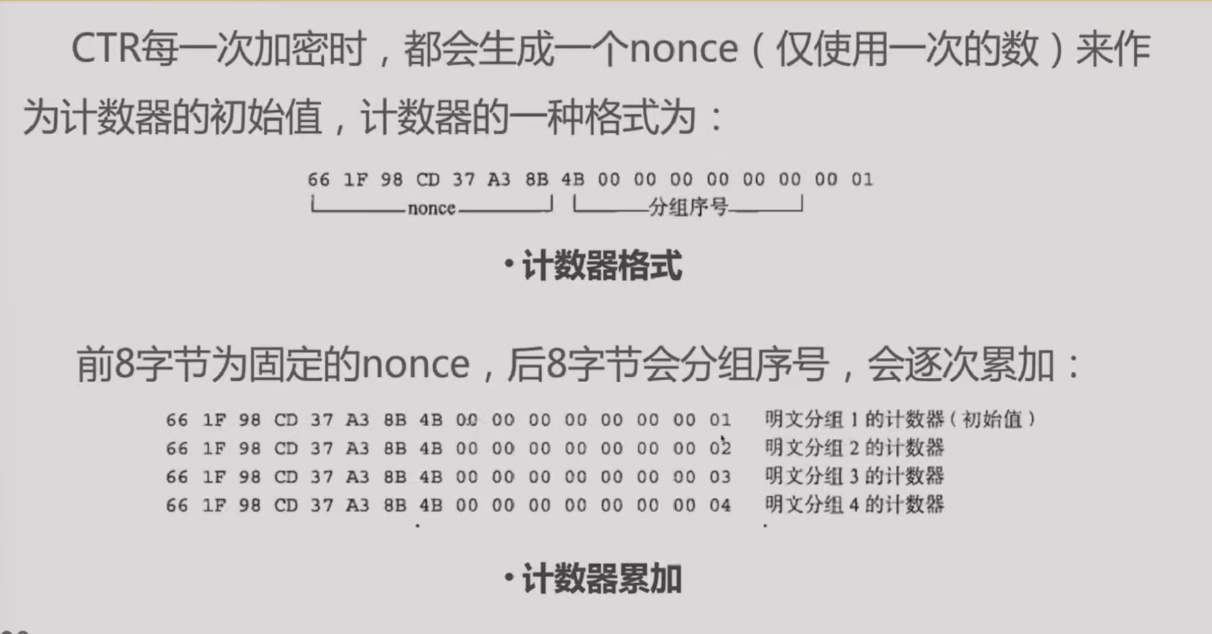 CTR每一次加密时，都会生成一个nonce（仅使用一次的数）来作
为计数器的初始值，计数器的一种格式为：
66 1F 98 CD 37 A3 8B 4B 00 00 00 00 00 00 00 01
nonce 分组序号
•计数器格式
前8字节为固定的nonce，后8字节会分组序号，会逐次累加：
66 1F 98 CD 37 A3 8B 4B 00 00 00 00 00 00 00 01 明文分组 1 的计数器（初始值）
66 1F 98 CD 37 A3 8B 4B 00 00 00 00 00 00 00 02 明文分组 2 的计数器
66 1F 98 CD 37 A3 8B 4B 00 00 00 00 00 00 00 03 明文分组 3 的计数器
66 1F 98 CD 37 A3 8B 4B 00 00 00 00 00 00 00 04 明文分组 4 的计数器
•计数器累加